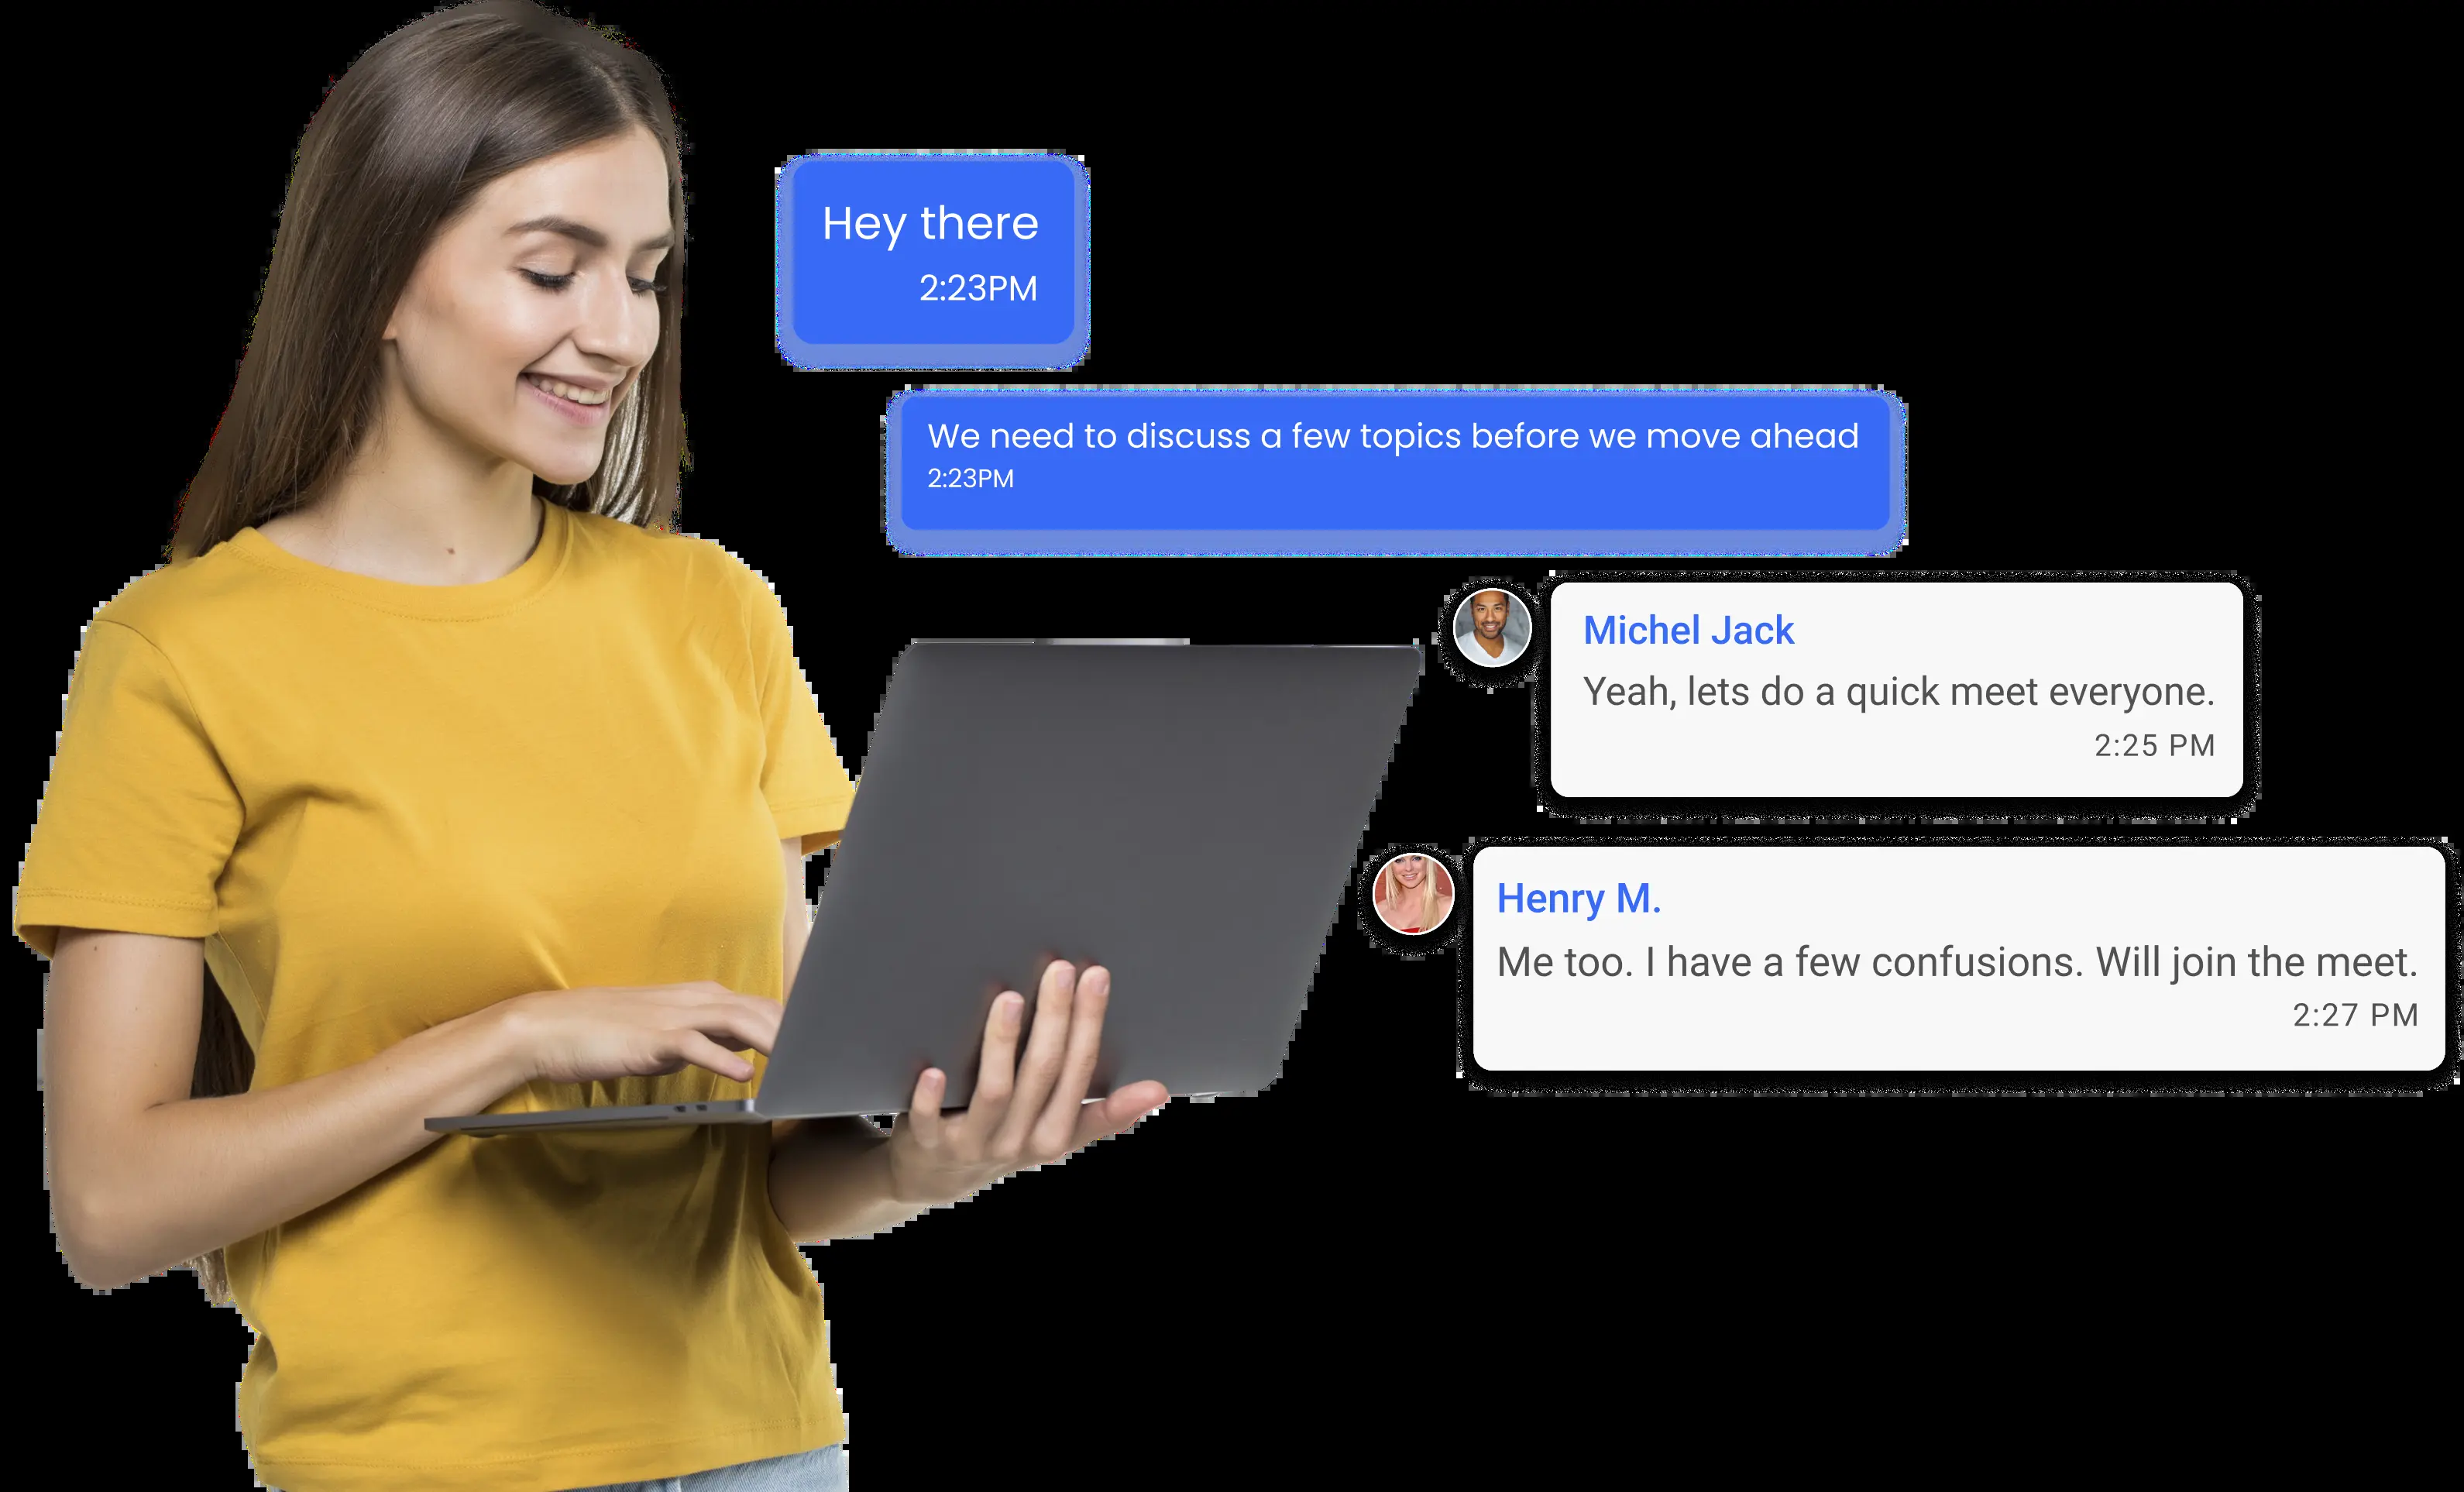 Hey there
2:23PM
We need to discuss a few topics before we move ahead
2:23PM
Michel Jack
Yeah, lets do a quick meet everyone.
2:25 PM
Henry M.
Me too. I have a few confusions. Will join the meet.
2:27 PM